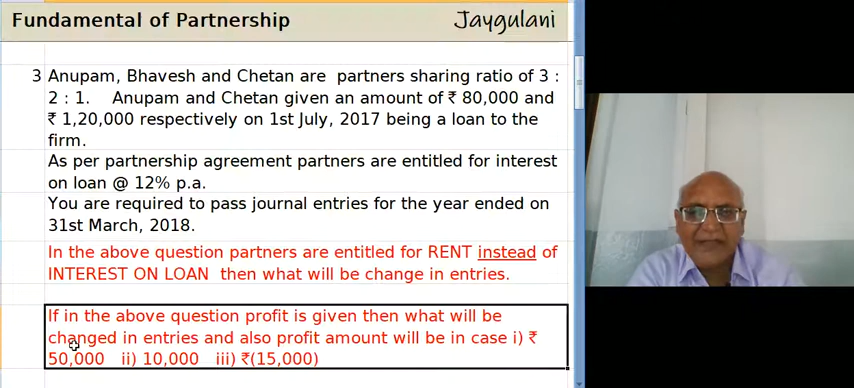 Fundamental of Partnership
Jaygulani
3 Anupam, Bhavesh and Chetan are partners sharing ratio of 3 :
2 : 1. Anupam and Chetan given an amount of ₹ 80,000 and
₹ 1,20,000 respectively on 1st July, 2017 being a loan to the
firm.
As per partnership agreement partners are entitled for interest
on loan @ 12% p.a.
You are required to pass journal entries for the year ended on
31st March, 2018.
In the above question partners are entitled for RENT instead of
INTEREST ON LOAN then what will be change in entries.
If in the above question profit is given then what will be
changed in entries and also profit amount will be in case i) ₹
50,000 ii) 10,000 iii) ₹(15,000)